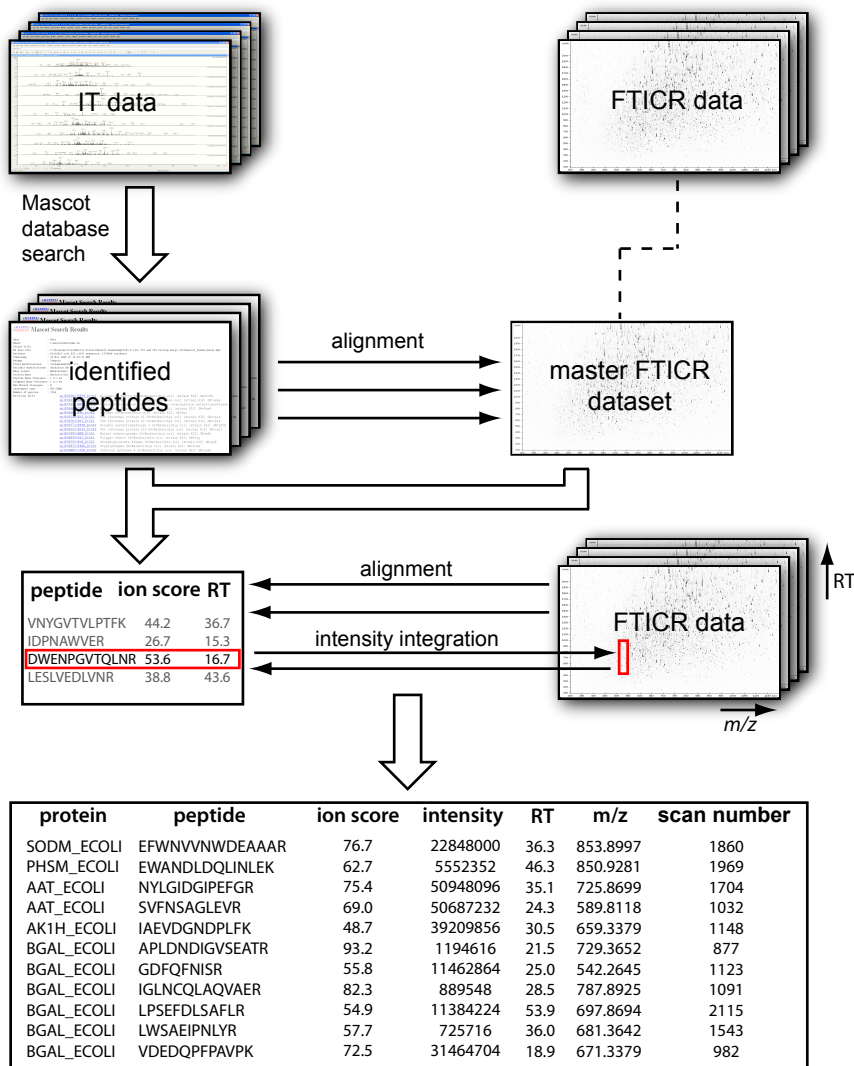 IT data
FTICR data
Mascot
database
search
Mascot Search Results
identified
peptides
alignment
master FTICR
dataset
peptide ion score RT
VNYGVTVLPTFK 44.2 36.7
IDPNAWVER 26.7 15.3
DWENPGVTQLNR 53.6 16.7
LESLVEDLVNR 38.8 43.6
alignment
intensity integration
FTICR data
RT
m/z
protein peptide ion score intensity RT m/z scan number
SODM_ECOLI EFWNVVNWDEAAAR 76.7 22848000 36.3 853.8997 1860
PHSM_ECOLI EWANDLDQLINLEK 62.7 5552352 46.3 850.9281 1969
AAT_ECOLI NYLGIDGIPEFGR 75.4 50948096 35.1 725.8699 1704
AAT_ECOLI SVFNSAGLEVR 69.0 50687232 24.3 589.8118 1032
AK1H_ECOLI IAEVDGNDPLFK 48.7 39209856 30.5 659.3379 1148
BGAL_ECOLI APLDNDIGVSEATR 93.2 1194616 21.5 729.3652 877
BGAL_ECOLI GDFQFNISR 55.8 11462864 25.0 542.2645 1123
BGAL_ECOLI IGLNCQLAQVAER 82.3 889548 28.5 787.8925 1091
BGAL_ECOLI LPSEFDLSAFLR 54.9 11384224 53.9 697.8694 2115
BGAL_ECOLI LWSAEIPNLYR 57.7 725716 36.0 681.3642 1543
BGAL_ECOLI VDEDQPFPAVPK 72.5 31464704 18.9 671.3379 982